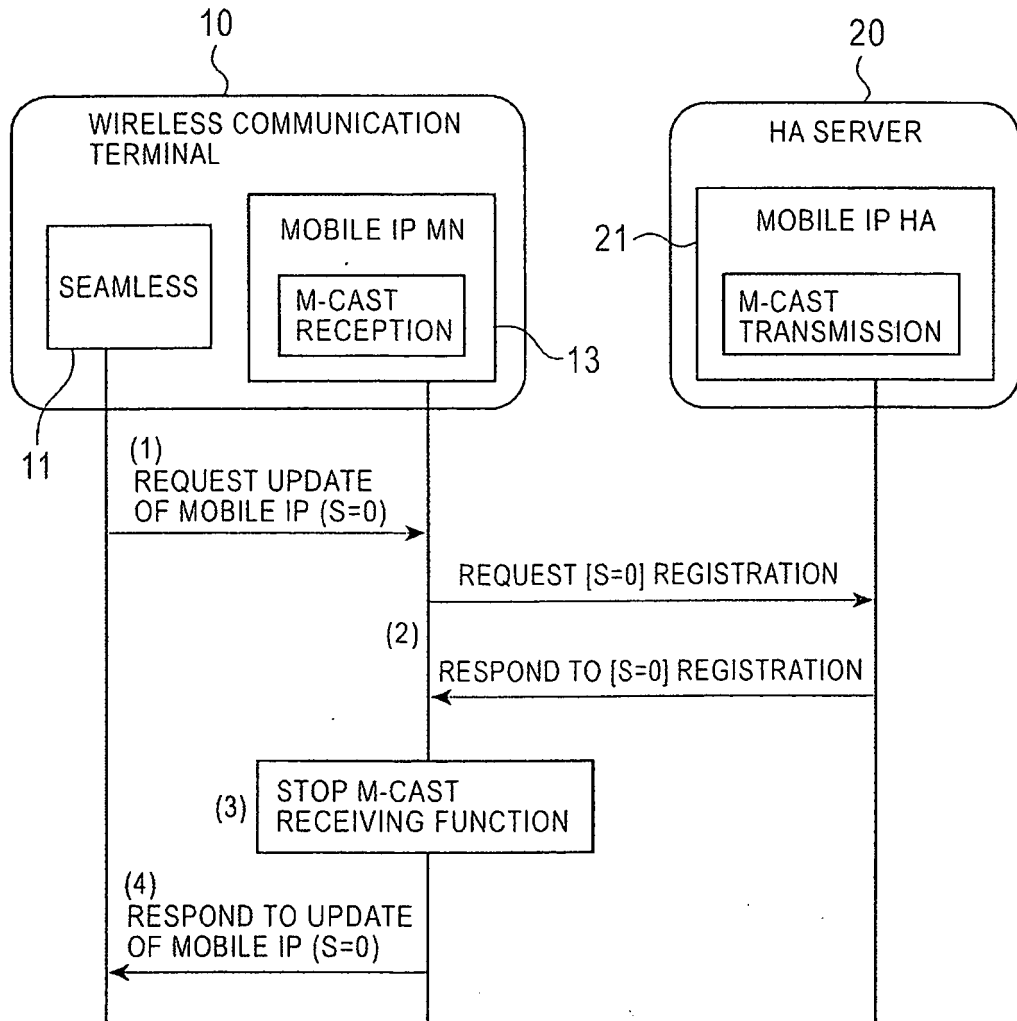 10
20
WIRELESS COMMUNICATION
TERMINAL
HA SERVER
MOBILE IP MN
21
MOBILE IP HA
SEAMLESS
M-CAST
RECEPTION
M-CAST
TRANSMISSION
13
11
(1)
REQUEST UPDATE
OF MOBILE IP (S=0)
REQUEST [S=0] REGISTRATION
(2)
RESPOND TO [S=0] REGISTRATION
(3)
STOP M-CAST
RECEIVING FUNCTION
(4)
RESPOND TO UPDATE
OF MOBILE IP (S=0)